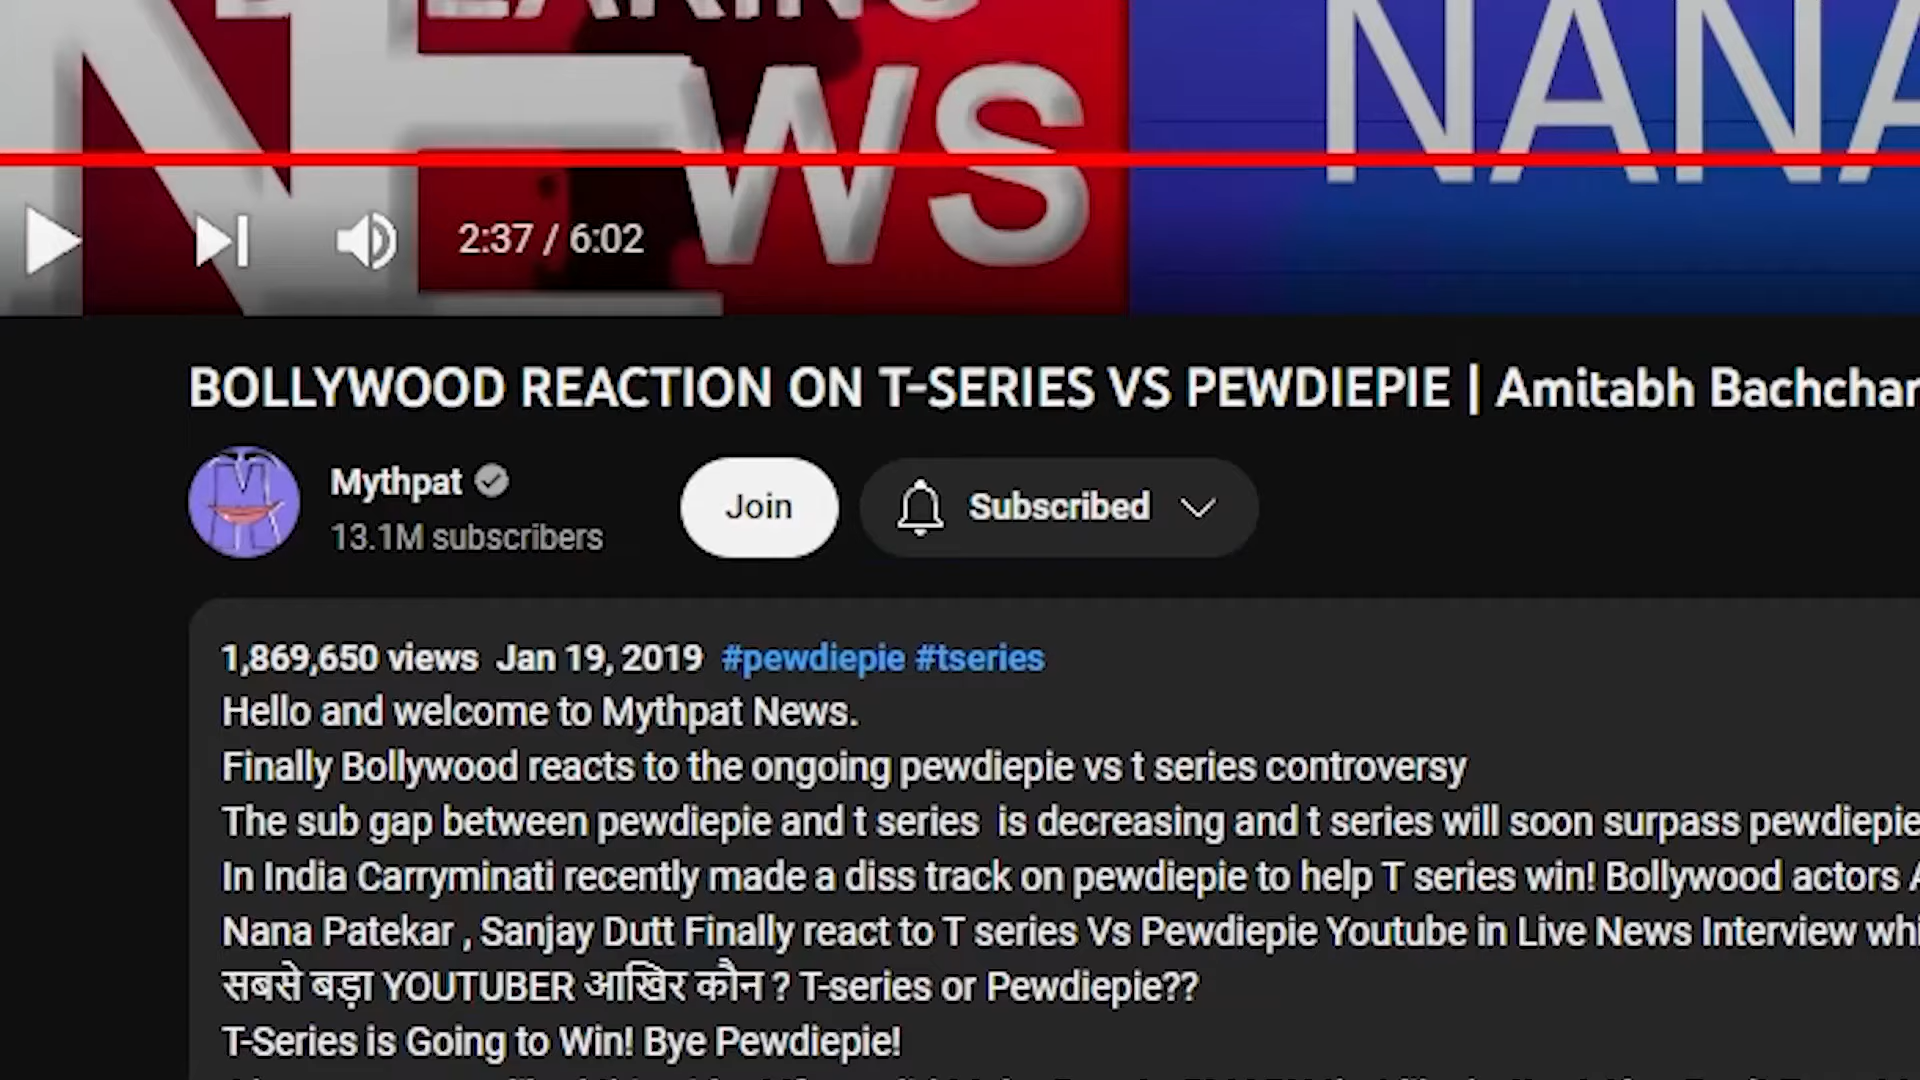 BREAKING
NEWS
NANA
2:37 / 6:02
BOLLYWOOD REACTION ON T-SERIES VS PEWDIEPIE | Amitabh Bachchan
Mythpat
13.1M subscribers
Join
Subscribed
1,869,650 views Jan 19, 2019 #pewdiepie #tseries
Hello and welcome to Mythpat News.
Finally Bollywood reacts to the ongoing pewdiepie vs t series controversy
The sub gap between pewdiepie and t series is decreasing and t series will soon surpass pewdiepie
In India Carryminati recently made a diss track on pewdiepie to help T series win! Bollywood actors
Nana Patekar , Sanjay Dutt Finally react to T series Vs Pewdiepie Youtube in Live News Interview
सबसे बड़ा YOUTUBER आखिर कौन ? T-series or Pewdiepie??
T-Series is Going to Win! Bye Pewdiepie!